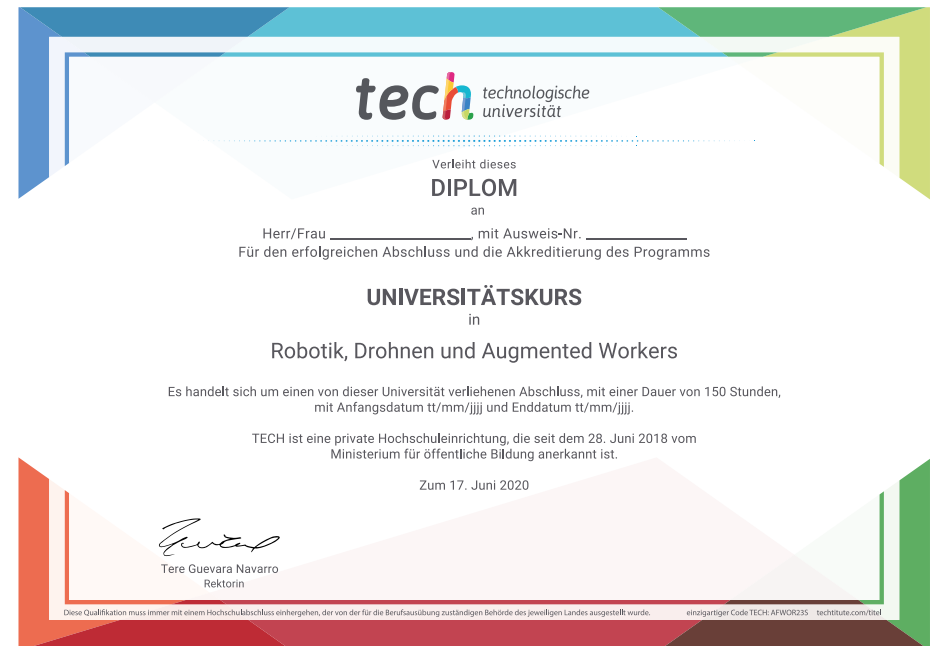 tech technologische
universität
Verleiht dieses
DIPLOM
an
Herr/Frau ____________________, mit Ausweis-Nr. ______________
Für den erfolgreichen Abschluss und die Akkreditierung des Programms
UNIVERSITÄTSKURS
in
Robotik, Drohnen und Augmented Workers
Es handelt sich um einen von dieser Universität verliehenen Abschluss, mit einer Dauer von 150 Stunden,
mit Anfangsdatum tt/mm/jjjj und Enddatum tt/mm/jjjj.
TECH ist eine private Hochschuleinrichtung, die seit dem 28. Juni 2018 vom
Ministerium für öffentliche Bildung anerkannt ist.
Zum 17. Juni 2020
Tere Guevara Navarro
Rektorin
Diese Qualifikation muss immer mit einem Hochschulabschluss einhergehen, der von der für die Berufsausübung zuständigen Behörde des jeweiligen Landes ausgestellt wurde. einzigartiger Code TECH: AFWOR23S techtitute.com/titel